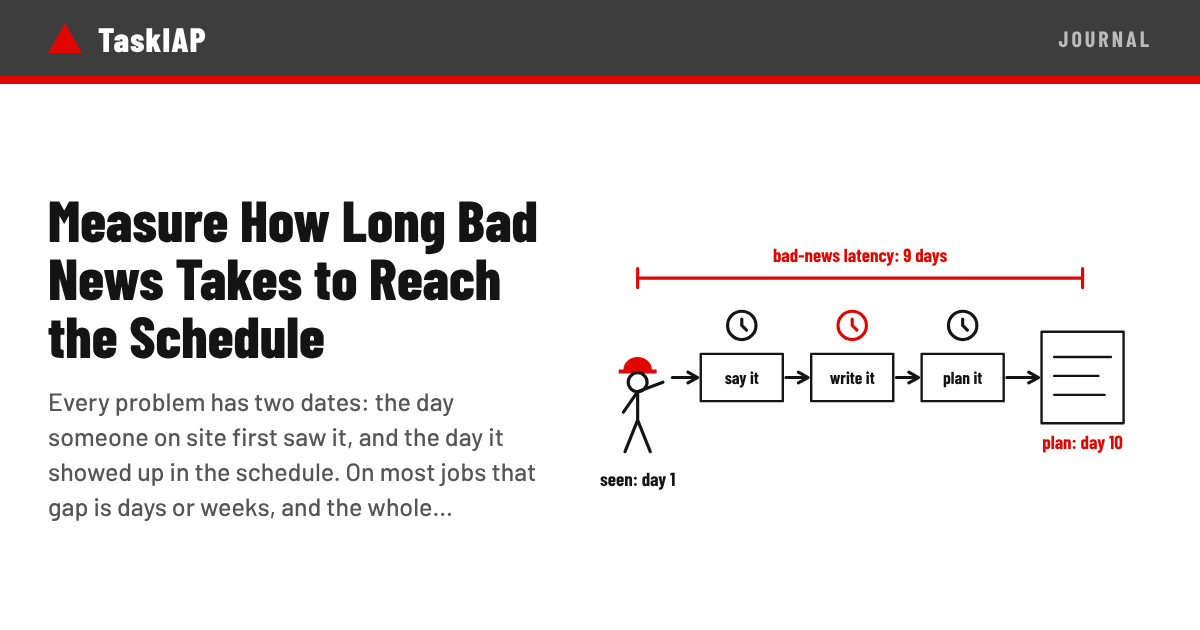 TaskIAP
JOURNAL
Measure How Long Bad
News Takes to Reach
the Schedule
Every problem has two dates: the day
someone on site first saw it, and the day it
showed up in the schedule. On most jobs that
gap is days or weeks, and the whole...
bad-news latency: 9 days
say it
write it
plan it
plan: day 10
seen: day 1